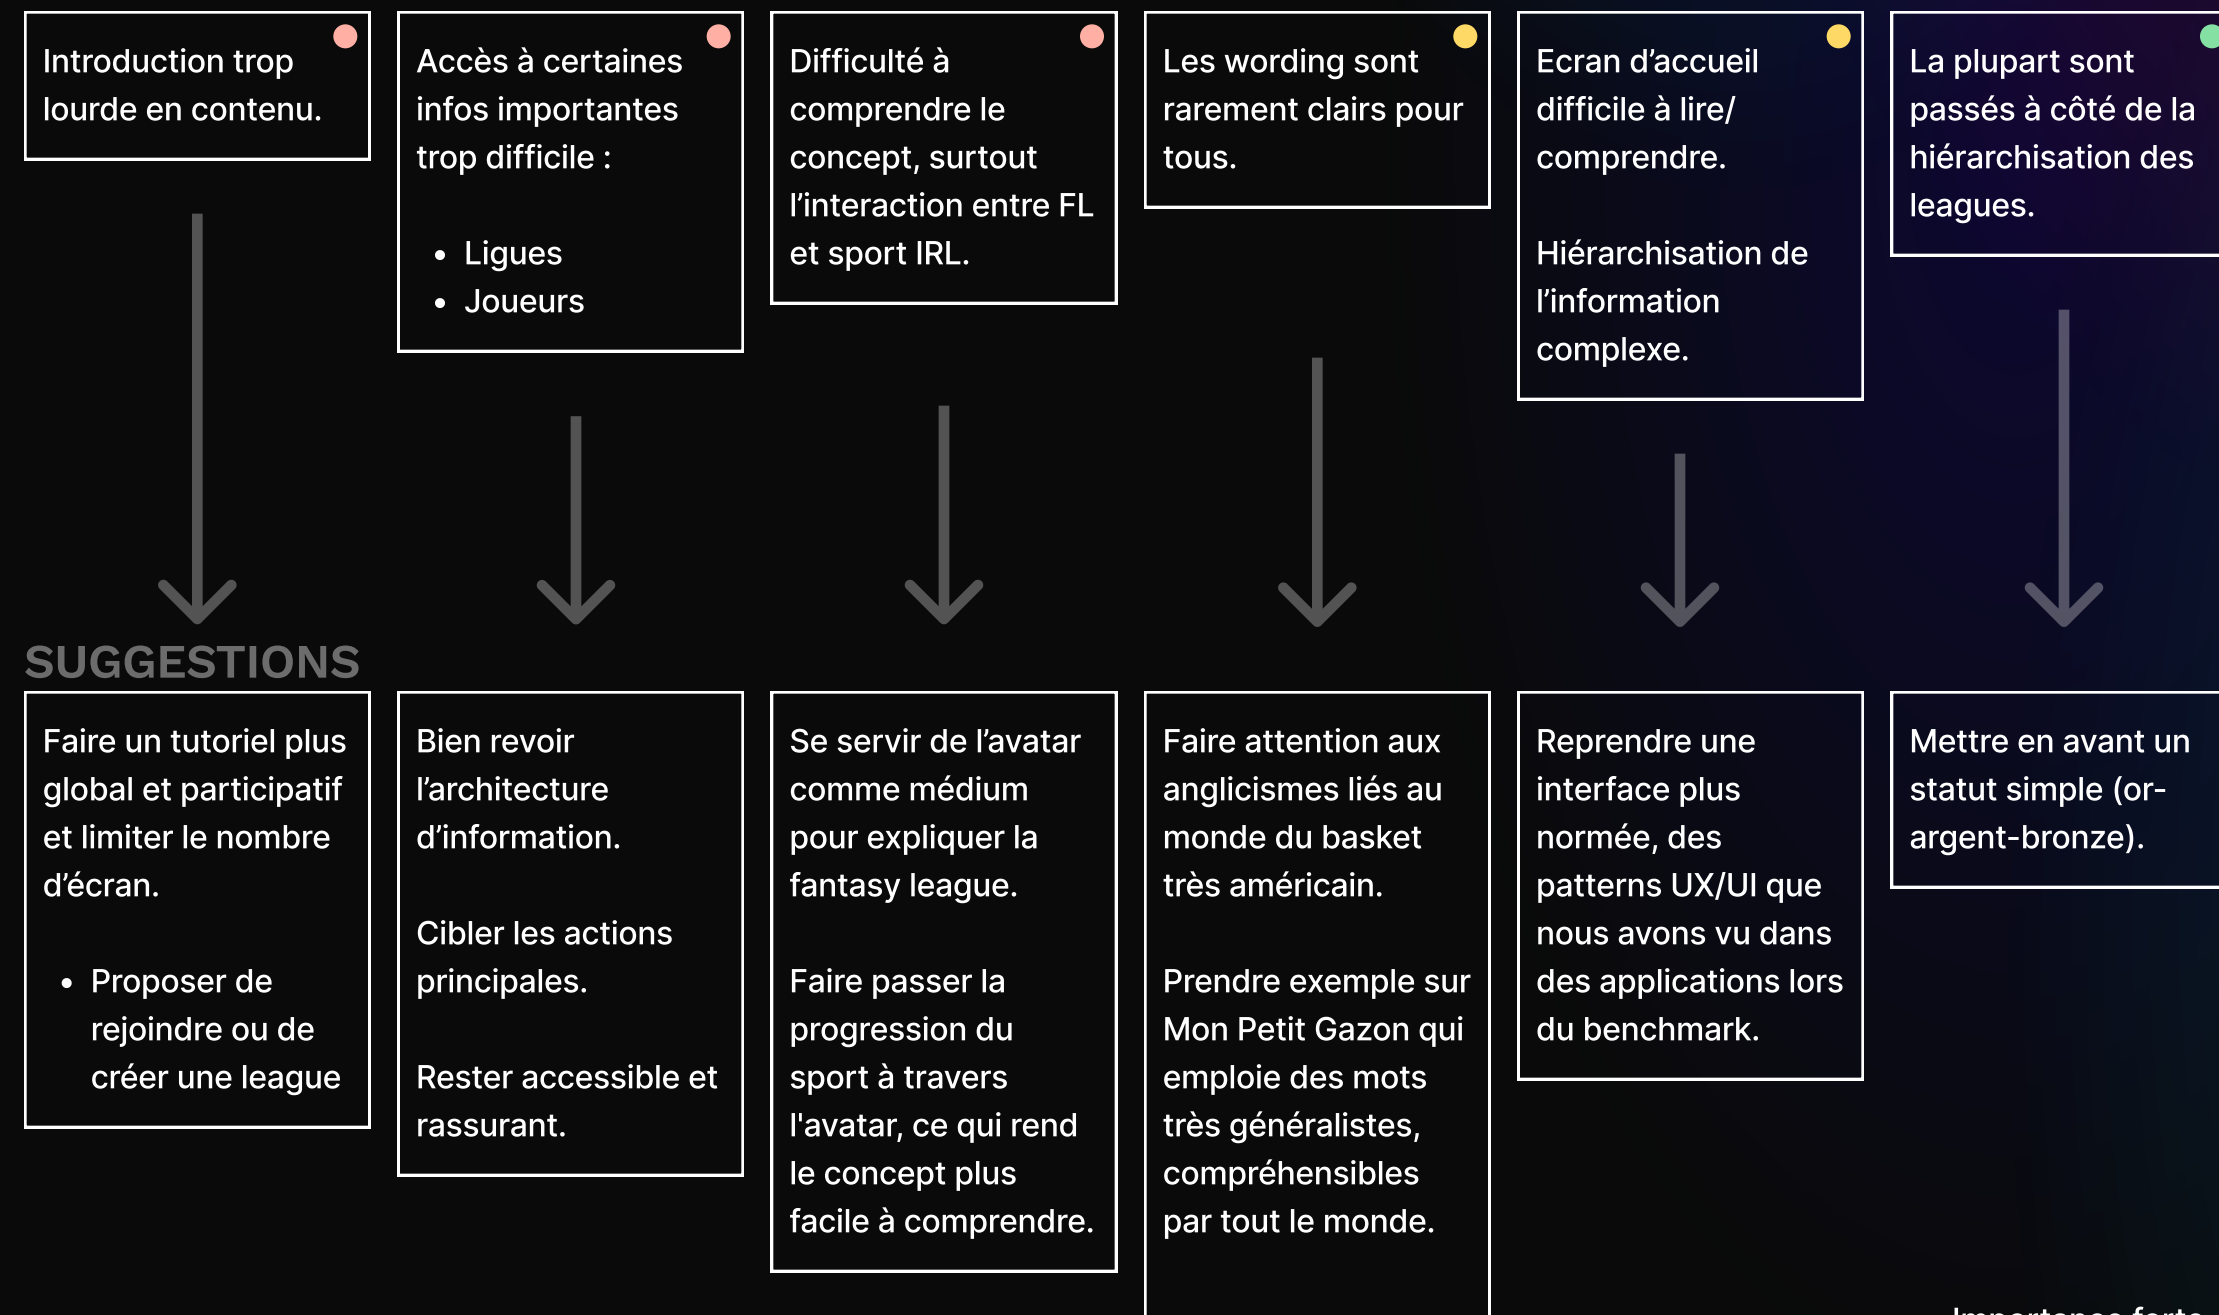 Introduction trop
lourde en contenu.
Accès à certaines
infos importantes
trop difficile :
• Ligues
• Joueurs
Difficulté à
comprendre le
concept, surtout
l’interaction entre FL
et sport IRL.
Les wording sont
rarement clairs pour
tous.
Ecran d’accueil
difficile à lire/
comprendre.
Hiérarchisation de
l’information
complexe.
La plupart sont
passés à côté de la
hiérarchisation des
leagues.
SUGGESTIONS
Faire un tutoriel plus
global et participatif
et limiter le nombre
d’écran.
• Proposer de
rejoindre ou de
créer une league
Bien revoir
l’architecture
d’information.
Cibler les actions
principales.
Rester accessible et
rassurant.
Se servir de l’avatar
comme médium
pour expliquer la
fantasy league.
Faire passer la
progression du
sport à travers
l'avatar, ce qui rend
le concept plus
facile à comprendre.
Faire attention aux
anglicismes liés au
monde du basket
très américain.
Prendre exemple sur
Mon Petit Gazon qui
emploie des mots
très généralistes,
compréhensibles
par tout le monde.
Reprendre une
interface plus
normée, des
patterns UX/UI que
nous avons vu dans
des applications lors
du benchmark.
Mettre en avant un
statut simple (or-
argent-bronze).
Importance forte